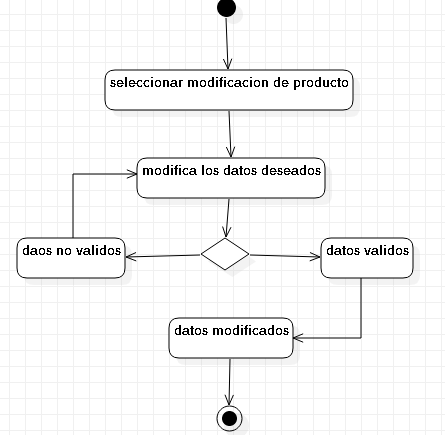 seleccionar modificacion de producto
modifica los datos deseados
daos no validos
datos validos
datos modificados